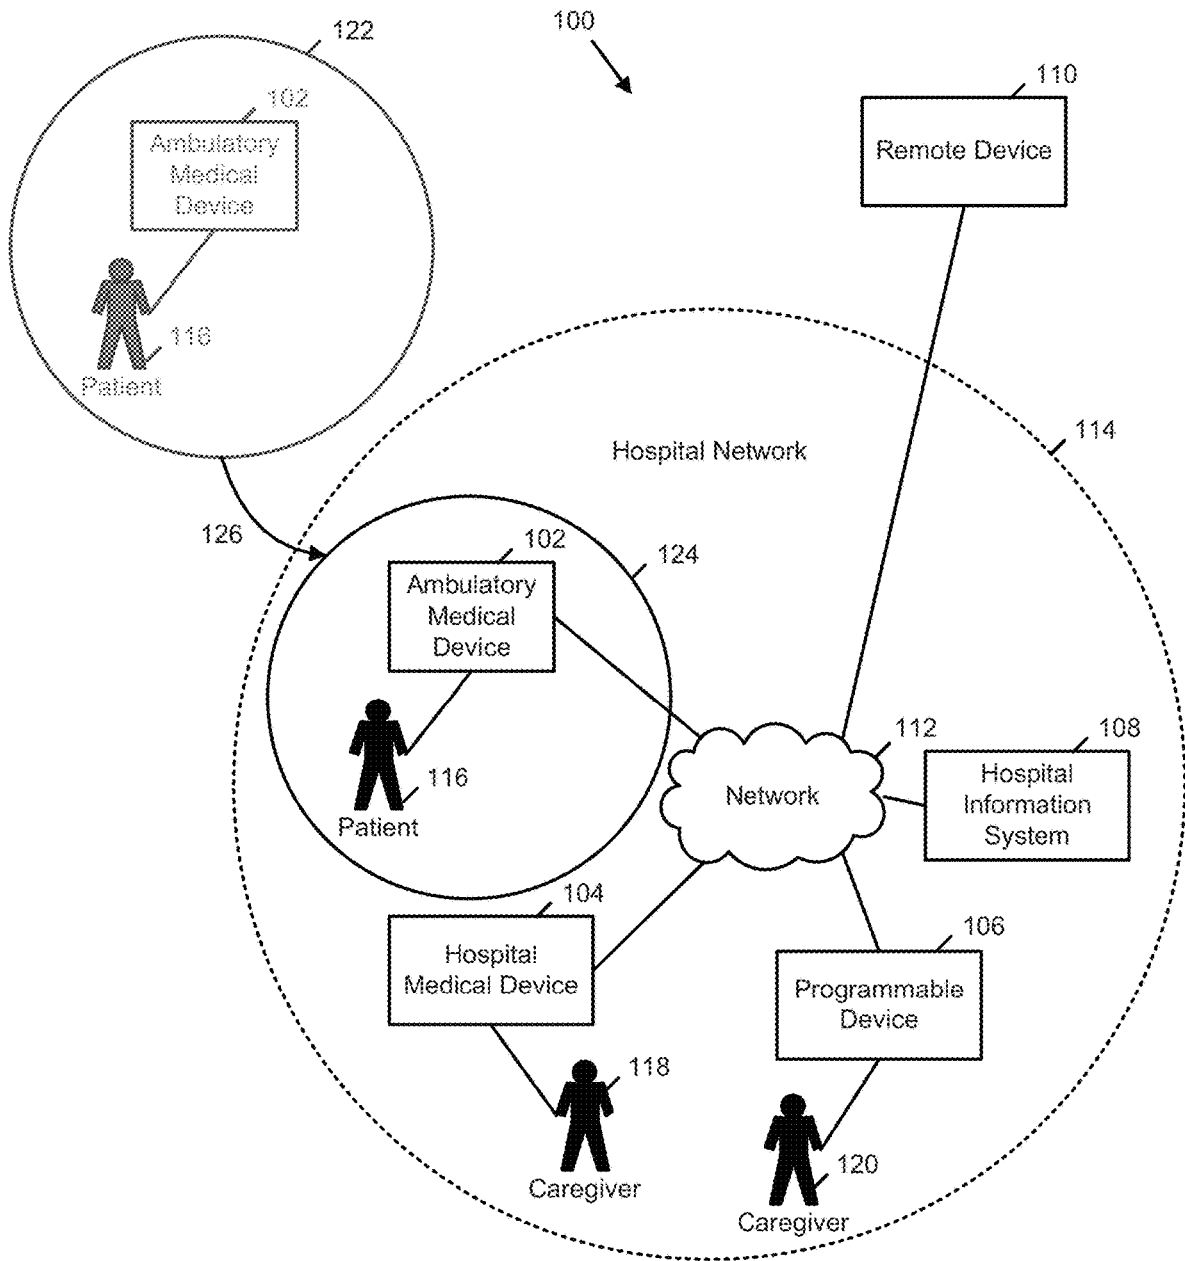 100
122
102
Ambulatory
Medical
Device
116
Patient
110
Remote Device
114
Hospital Network
126
102
124
Ambulatory
Medical
Device
116
Patient
112
Network
108
Hospital
Information
System
104
Hospital
Medical Device
106
Programmable
Device
118
Caregiver
120
Caregiver